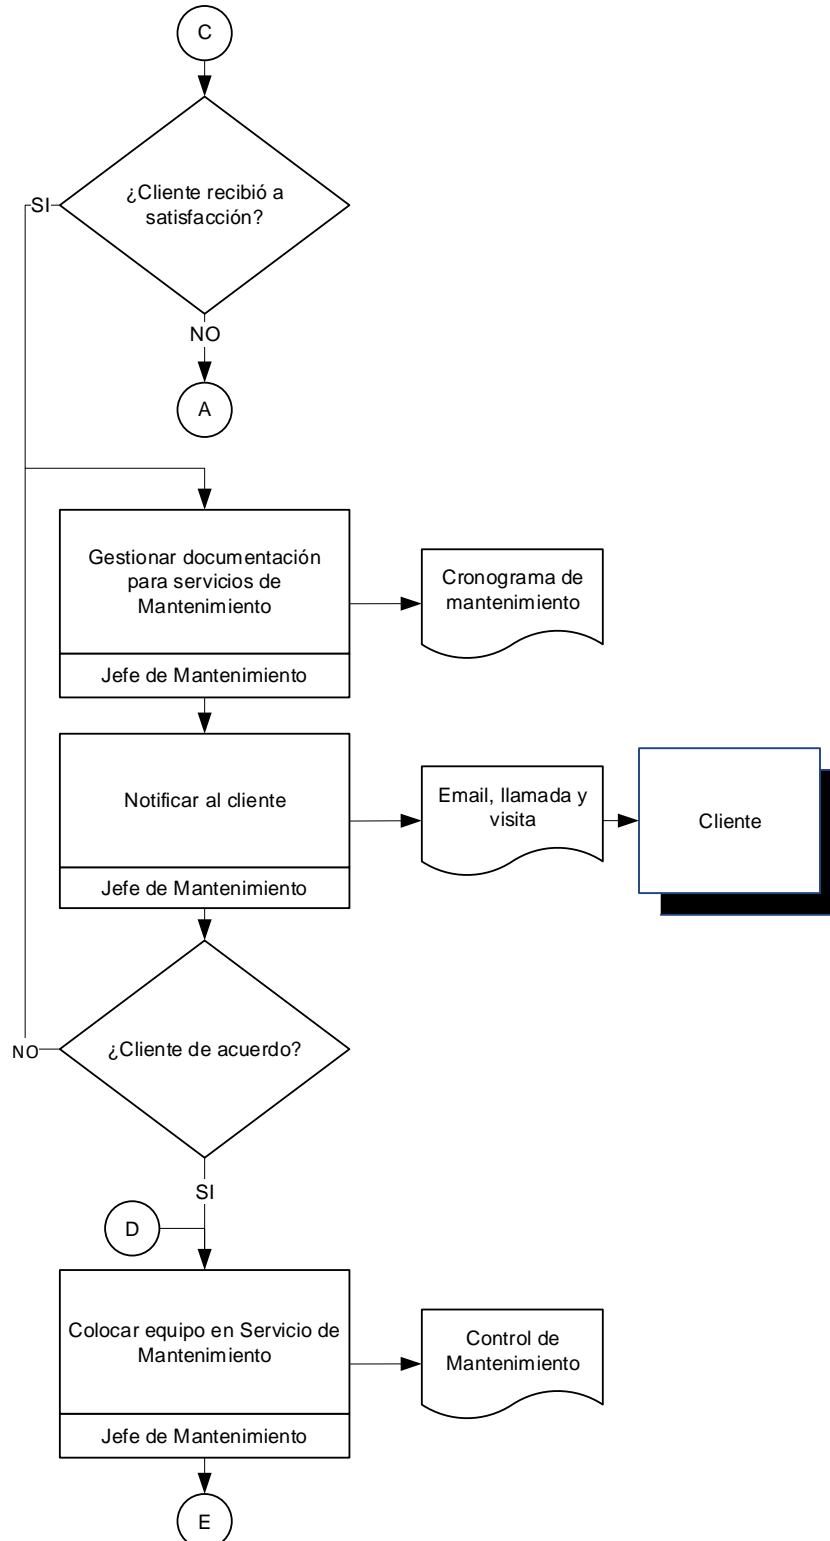 C
¿Cliente recibió a
satisfacción?
SI
NO
A
Gestionar documentación
para servicios de
Mantenimiento
Jefe de Mantenimiento
Cronograma de
mantenimiento
Notificar al cliente
Jefe de Mantenimiento
Email, llamada y
visita
Cliente
¿Cliente de acuerdo?
NO
SI
D
Colocar equipo en Servicio de
Mantenimiento
Jefe de Mantenimiento
Control de
Mantenimiento
E